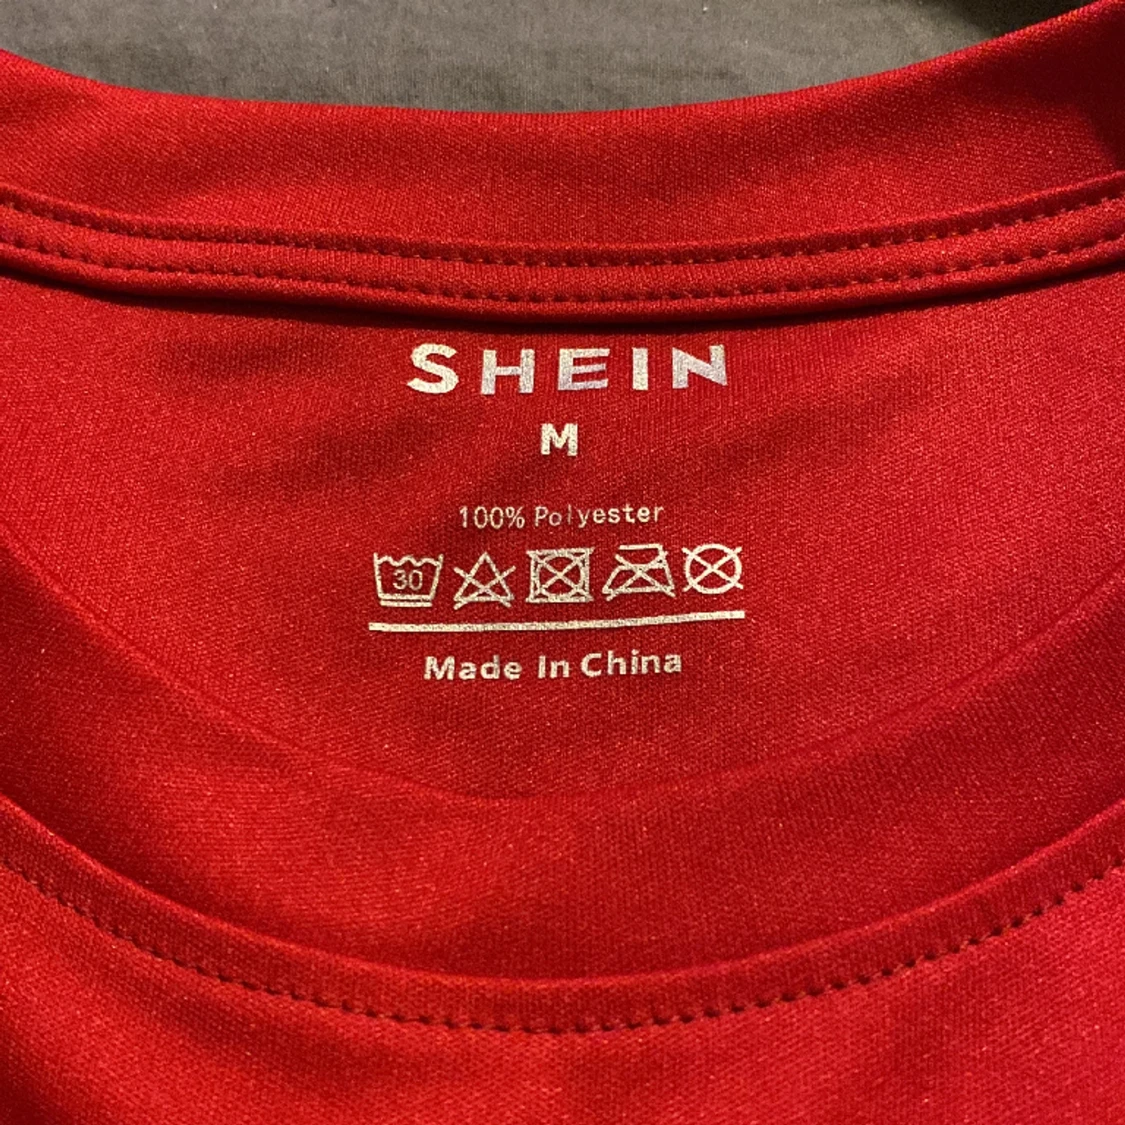 SHEIN
M
100% Polyester
30
Made In China